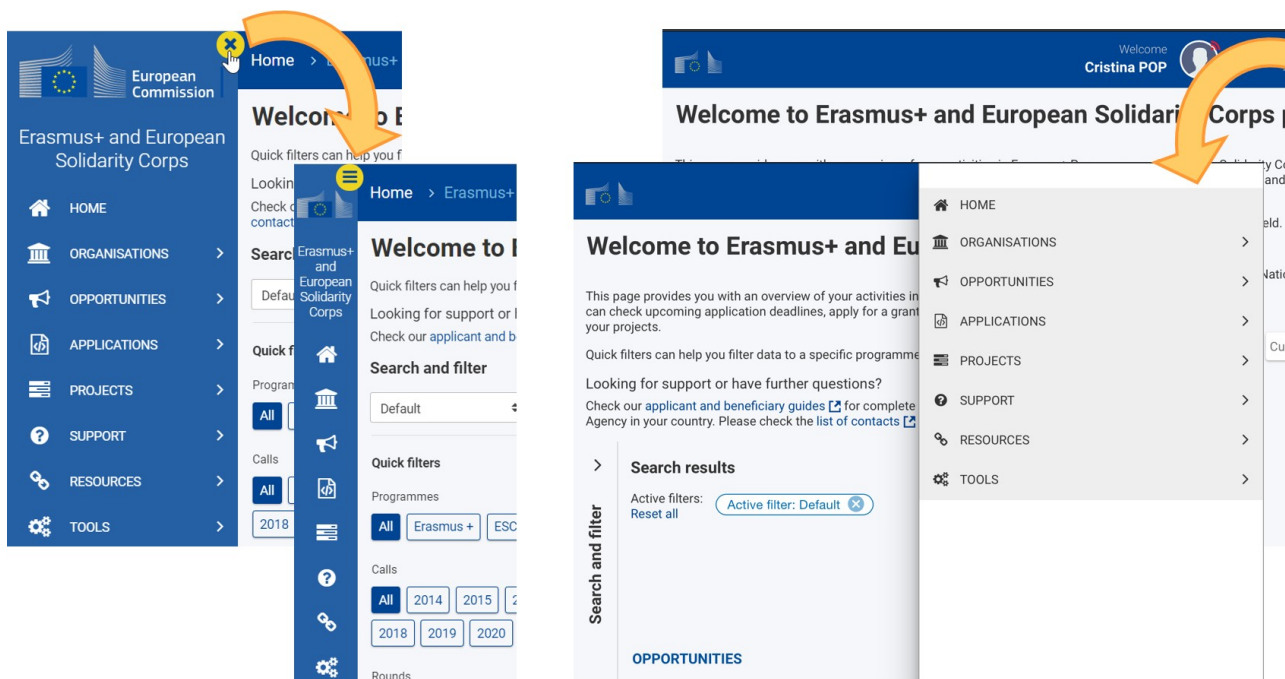 European
Commission
Erasmus+ and European
Solidarity Corps
HOME
ORGANISATIONS
OPPORTUNITIES
APPLICATIONS
PROJECTS
SUPPORT
RESOURCES
TOOLS
Home >
nus+
Welcom
Quick filters can help you f
Lookin
Check
contact
Searc
Defau
Quick f
Program
All
Calls
All
2018
Erasmus+
and
European
Solidarity
Corps
Home > Erasmus+
Welcome to
Quick filters can help you f
Looking for support or
Check our applicant and b
Search and filter
Default
Quick filters
Programmes
All Erasmus + ESC
Calls
All 2014 2015
2018 2019 2020
Rounds
Welcome
Cristina POP
Welcome to Erasmus+ and European Solidari Corps
ty Co
and
eld.
Natio
Cu
Welcome to Erasmus+ and Eu
This page provides you with an overview of your activities in
can check upcoming application deadlines, apply for a grant
your projects.
Quick filters can help you filter data to a specific programme
Looking for support or have further questions?
Check our applicant and beneficiary guides for complete
Agency in your country. Please check the list of contacts
Search and filter
Search results
Active filters:
Reset all
Active filter: Default
OPPORTUNITIES
HOME
ORGANISATIONS
OPPORTUNITIES
APPLICATIONS
PROJECTS
SUPPORT
RESOURCES
TOOLS